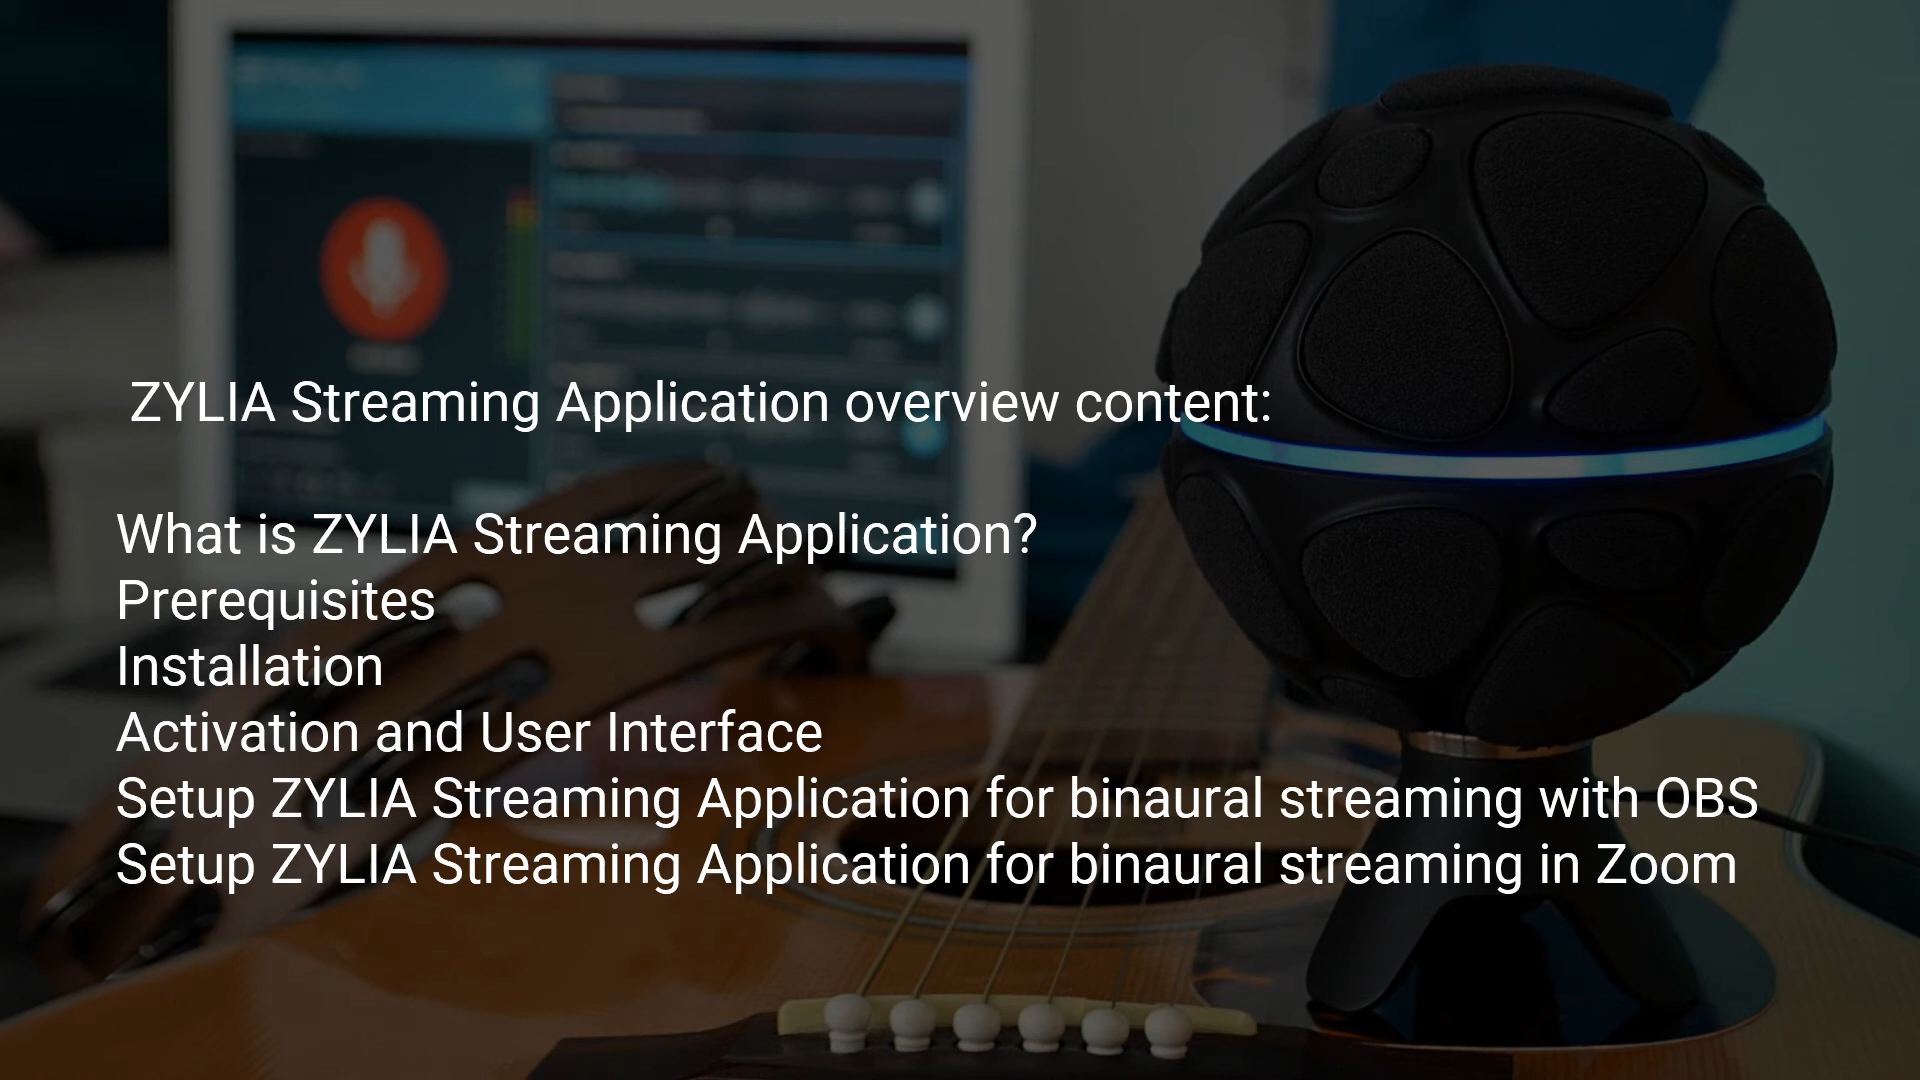 ZYLIA Streaming Application overview content:
What is ZYLIA Streaming Application?
Prerequisites
Installation
Activation and User Interface
Setup ZYLIA Streaming Application for binaural streaming with OBS
Setup ZYLIA Streaming Application for binaural streaming in Zoom